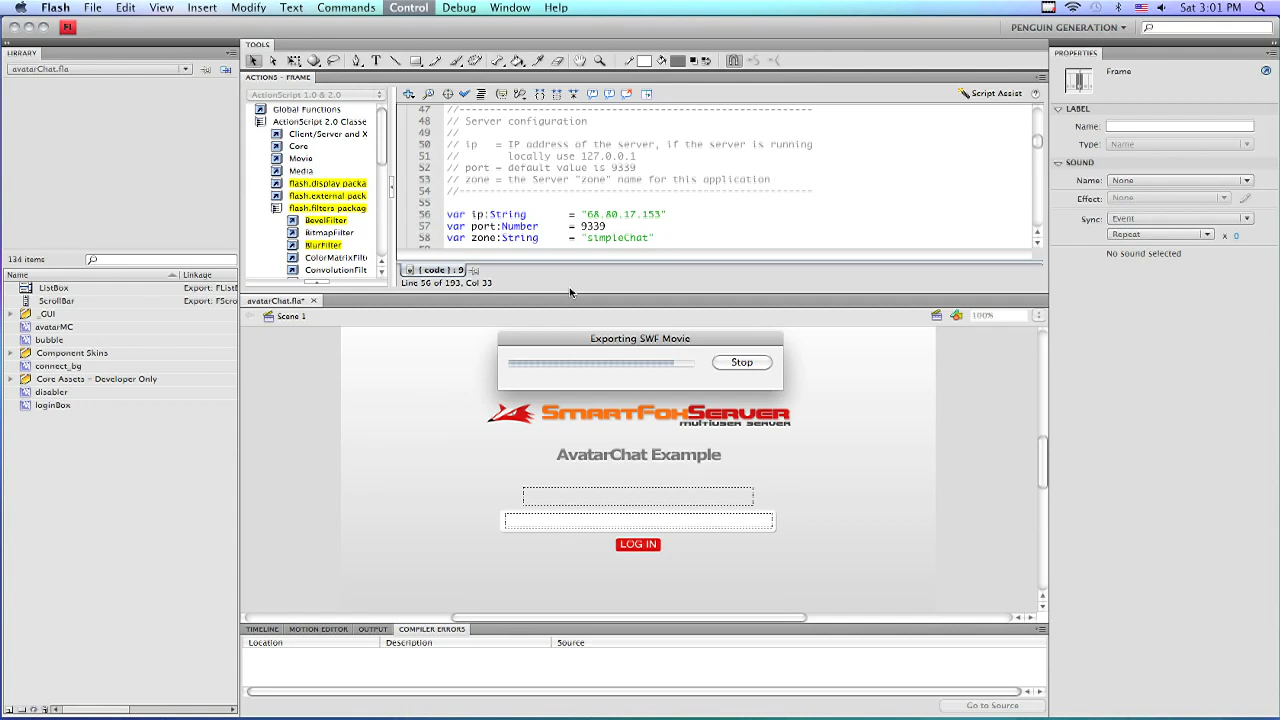 Flash File Edit View Insert Modify Text Commands Control Debug Window Help Sat 3:01 PM
FL PENGUIN GENERATION
LIBRARY TOOLS PROPERTIES
avatarChat.fla
Frame
ACTIONS - FRAME
ActionScript 1.0 & 2.0
Script Assist
Global Functions
ActionScript 2.0 Classe
Client/Server and X
Core
Movie
Media
flash.display packa
flash.external pack
flash.filters packag
BevelFilter
BitmapFilter
BlurFilter
ColorMatrixFilte
ConvolutionFilt
47 //---------------------------------------------------------------------
48 // Server configuration
49 //
50 // ip = IP address of the server, if the server is running
51 // locally use 127.0.0.1
52 // port = default value is 9339
53 // zone = the Server "zone" name for this application
54 //---------------------------------------------------------------------
55
56 var ip:String = "68.80.17.153"
57 var port:Number = 9339
58 var zone:String = "simpleChat"
{ code } : 9
Line 56 of 193, Col 33
LABEL
Name:
Type: Name
SOUND
Name: None
Effect: None
Sync: Event
Repeat x 0
No sound selected
134 items
Name Linkage
ListBox Export: FListB
ScrollBar Export: FScro
_GUI
avatarMC
bubble
Component Skins
connect_bg
Core Assets - Developer Only
disabler
loginBox
avatarChat.fla*
Scene 1 100%
Exporting SWF Movie
Stop
SMARTFOXSERVER
MULTIUSER SERVER
AvatarChat Example
LOG IN
TIMELINE MOTION EDITOR OUTPUT COMPILER ERRORS
Location Description Source
Go to Source